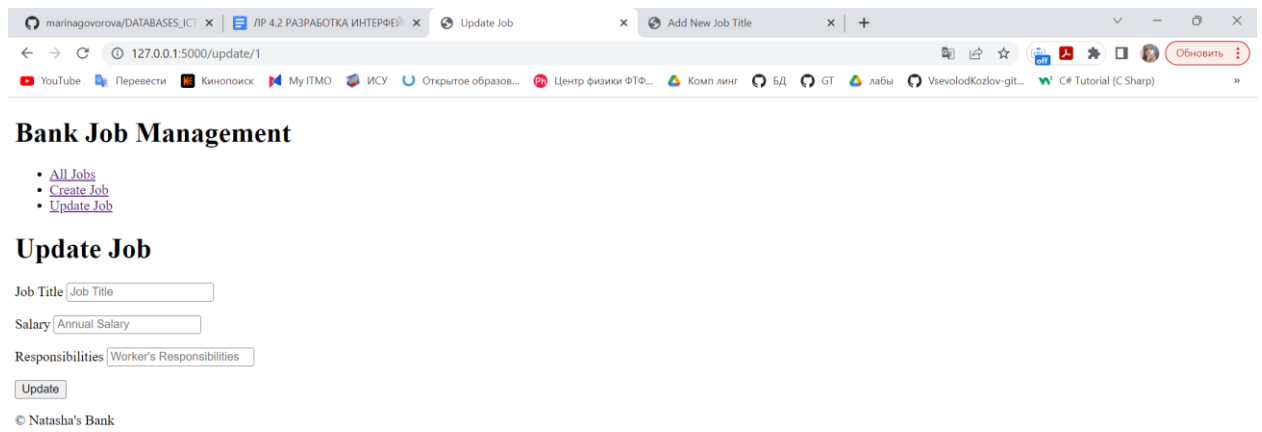 marinagovorova/DATABASES_ICT
ЛР 4.2 РАЗРАБОТКА ИНТЕРФЕЙ
Update Job
Add New Job Title
127.0.0.1:5000/update/1
off
Обновить
YouTube Перевести Кинопоиск My ITMO ИСУ Открытое образов... Центр физики ФТФ... Комп линг БД GT лабы VsevolodKozlov-git... C# Tutorial (C Sharp) »
Bank Job Management
All Jobs
Create Job
Update Job
Update Job
Job Title Job Title
Salary Annual Salary
Responsibilities Worker's Responsibilities
Update
© Natasha's Bank